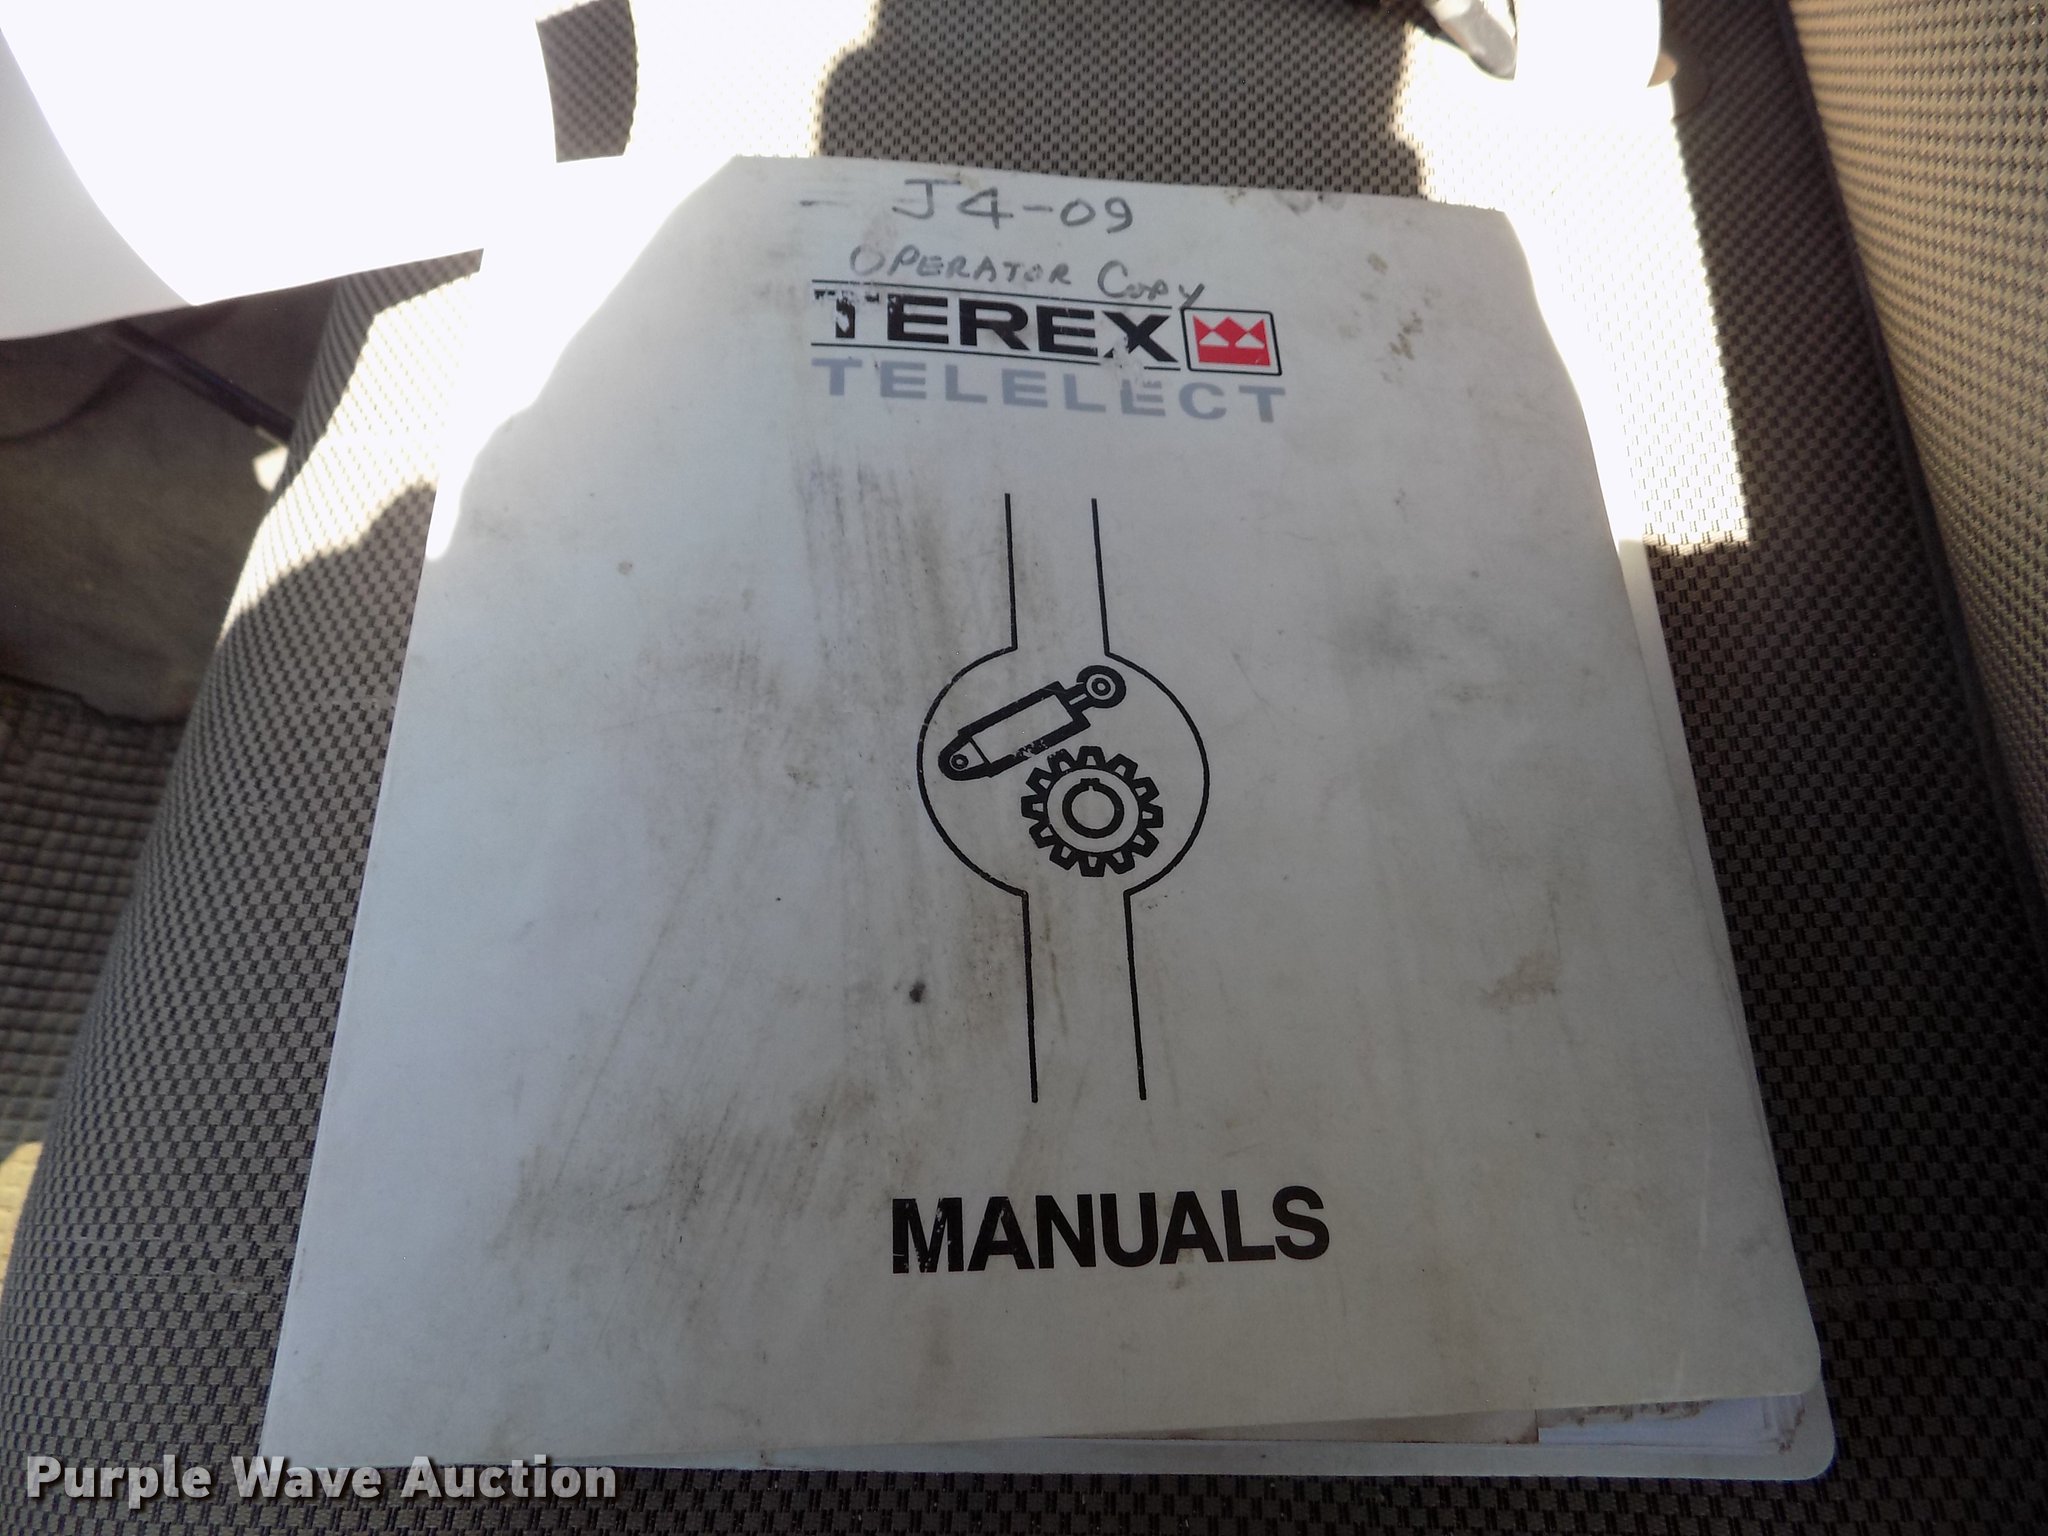 J4-09
OPERATOR COPY
TEREX
TELELECT
MANUALS
Purple Wave Auction